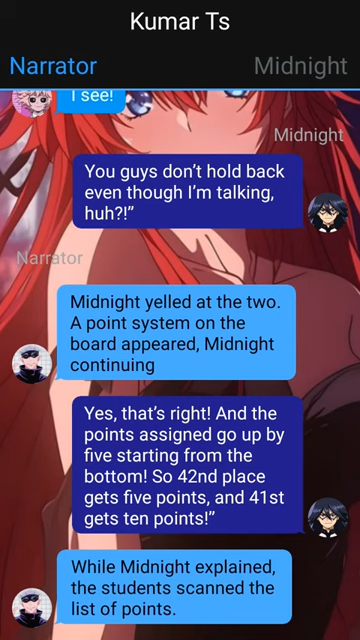 Kumar Ts
Narrator
Midnight
I see!
Midnight
You guys don’t hold back
even though I’m talking,
huh?!”
Narrator
Midnight yelled at the two.
A point system on the
board appeared, Midnight
continuing
Yes, that’s right! And the
points assigned go up by
five starting from the
bottom! So 42nd place
gets five points, and 41st
gets ten points!”
While Midnight explained,
the students scanned the
list of points.